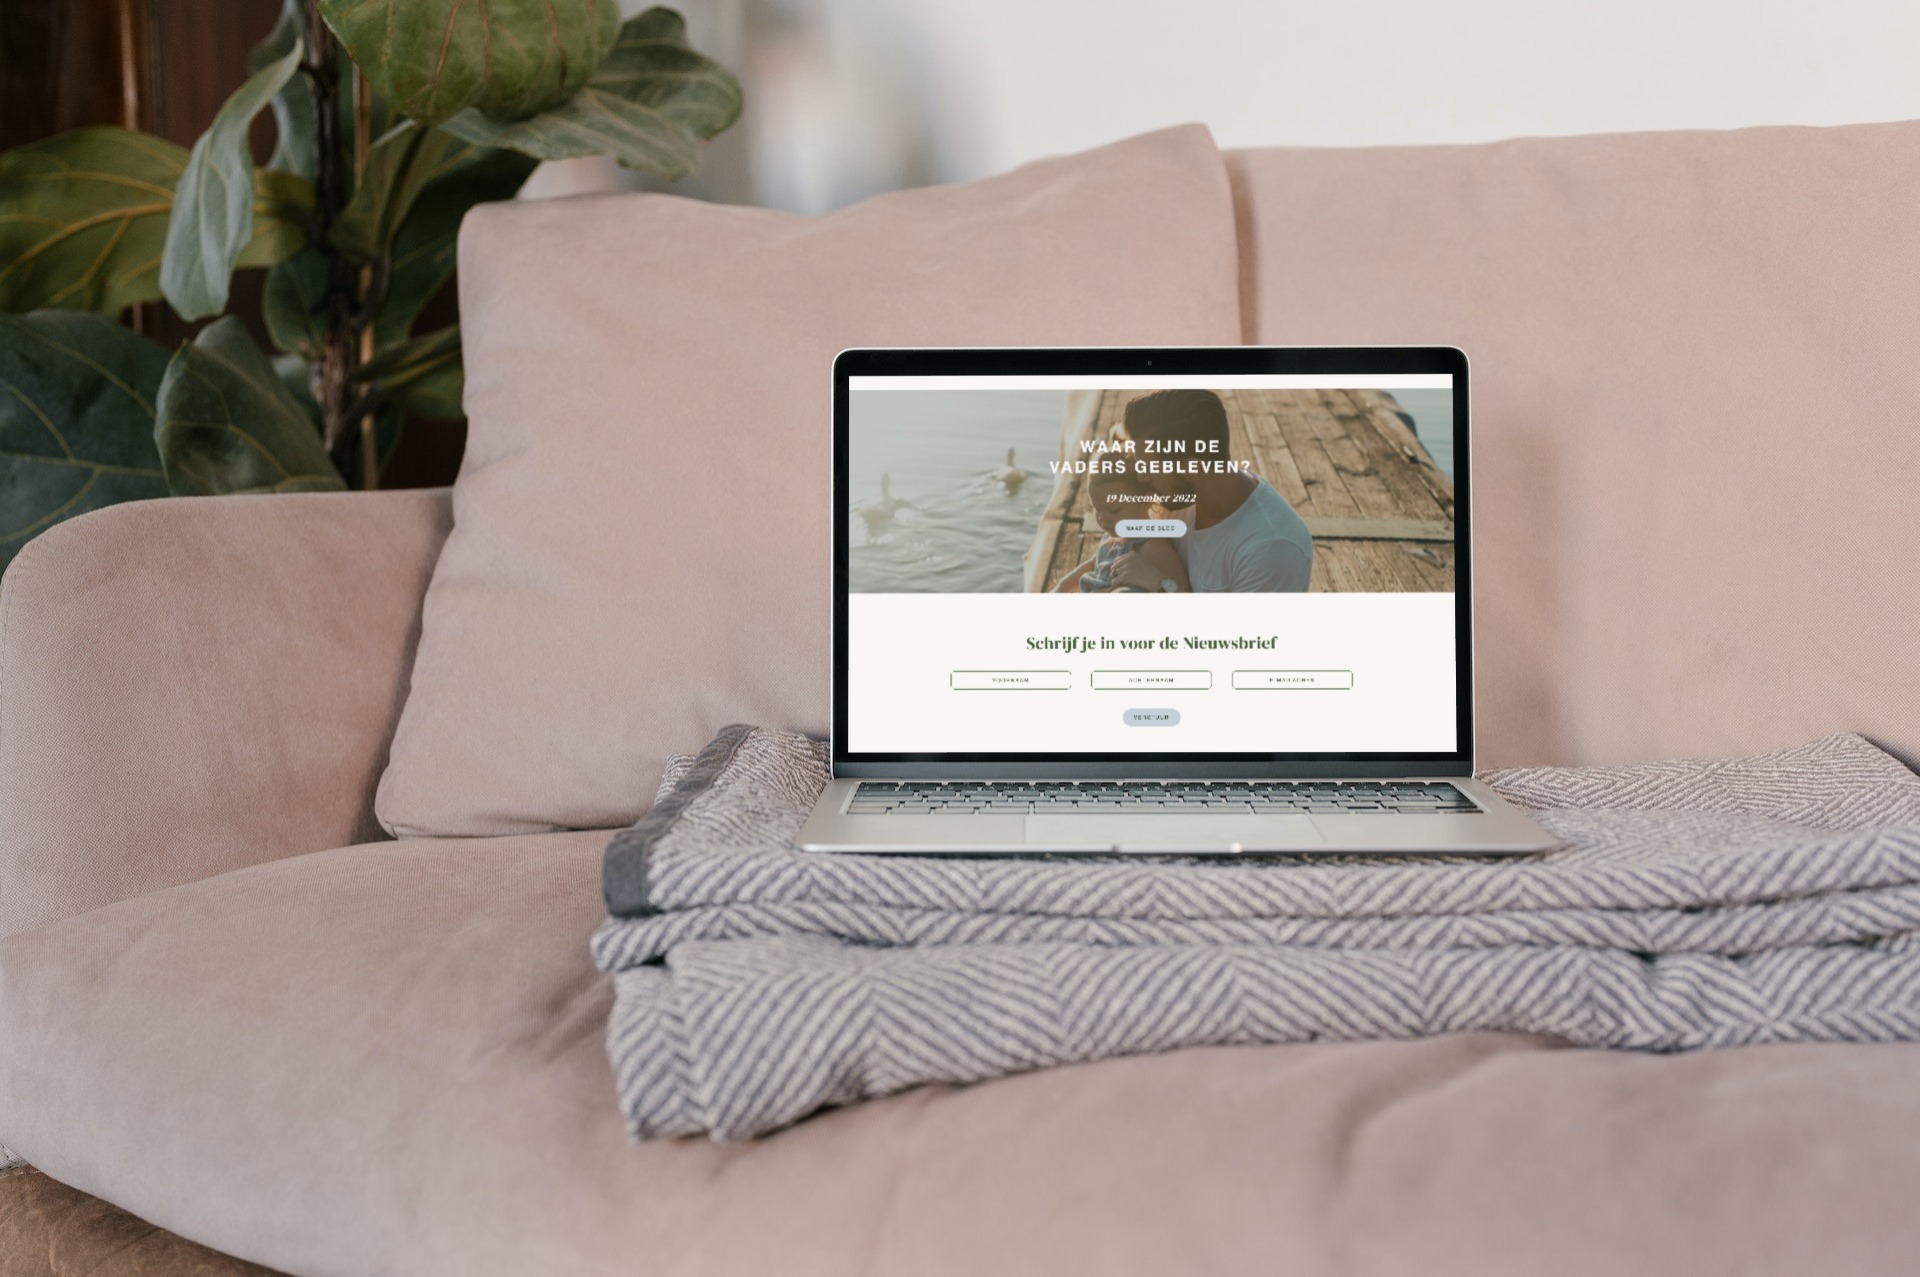 WAAR ZIJN DE
VADERS GEBLEVEN?
19 December 2022
NAAR DE BLOG
Schrijf je in voor de Nieuwsbrief
VOORNAAM ACHTERNAAM E-MAILADRES
VERSTUUR